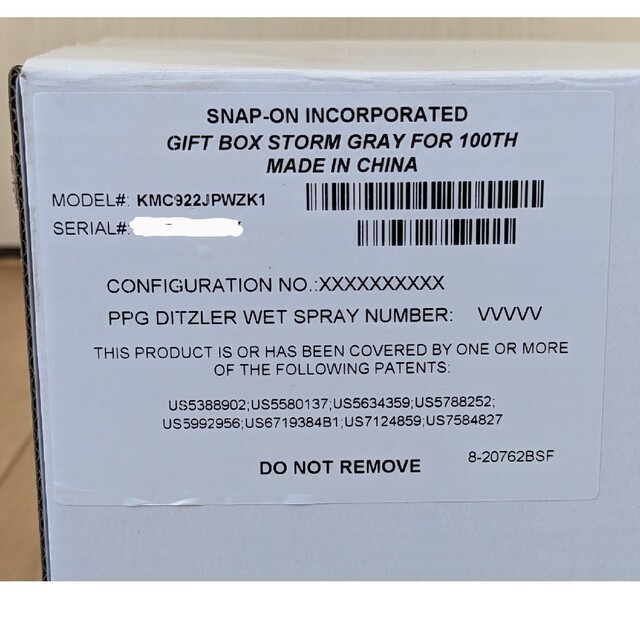 SNAP-ON INCORPORATED
GIFT BOX STORM GRAY FOR 100TH
MADE IN CHINA
MODEL#: KMC922JPWZK1
SERIAL#:
CONFIGURATION NO.:XXXXXXXXXX
PPG DITZLER WET SPRAY NUMBER: VVVVV
THIS PRODUCT IS OR HAS BEEN COVERED BY ONE OR MORE
OF THE FOLLOWING PATENTS:
US5388902;US5580137;US5634359;US5788252;
US5992956;US6719384B1;US7124859;US7584827
8-20762BSF
DO NOT REMOVE